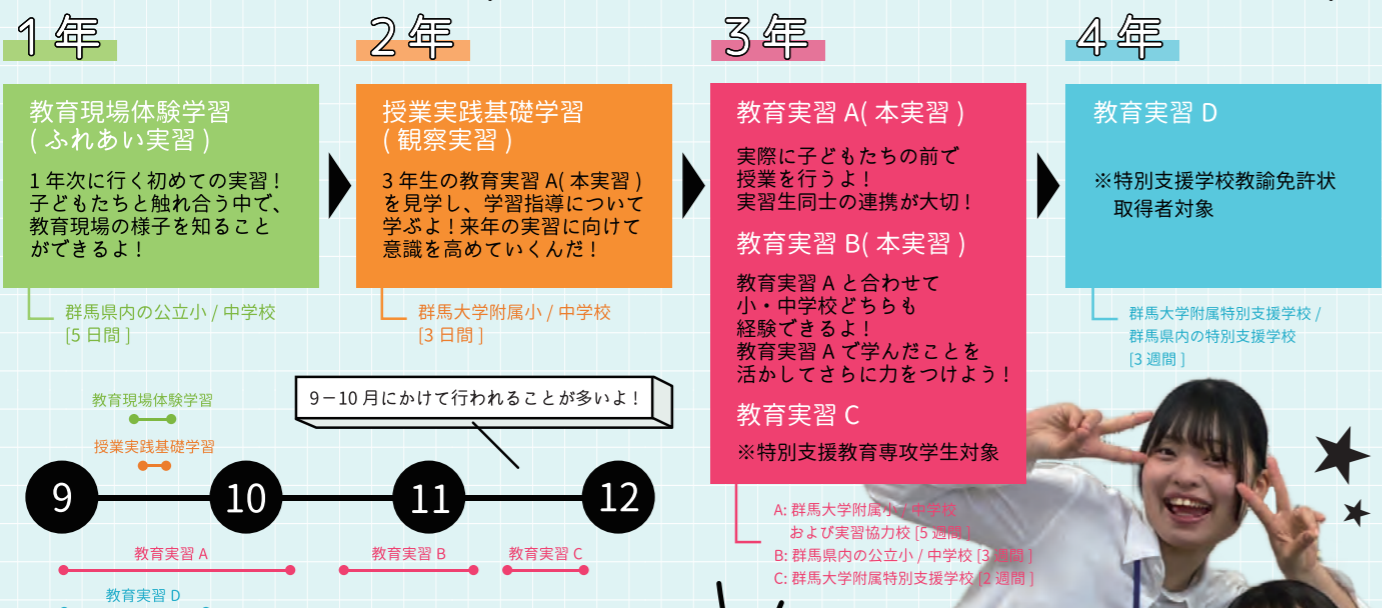 1年
教育現場体験学習
(ふれあい実習)
1年次に行く初めての実習!
子どもたちと触れ合う中で、
教育現場の様子を知ること
ができるよ!
群馬県内の公立小/中学校
[5日間]
2年
授業実践基礎学習
(観察実習)
3年生の教育実習A(本実習)
を見学し、学習指導について
学ぶよ!来年の実習に向けて
意識を高めていくんだ!
群馬大学附属小/中学校
[3日間]
3年
教育実習A(本実習)
実際に子どもたちの前で
授業を行うよ!
実習生同士の連携が大切!
教育実習B(本実習)
教育実習Aと合わせて
小・中学校どちらも
経験できるよ!
教育実習Aで学んだことを
活かしてさらに力をつけよう!
教育実習C
※特別支援教育専攻学生対象
A: 群馬大学附属小/中学校
および実習協力校[5週間]
B: 群馬県内の公立小/中学校[3週間]
C: 群馬大学附属特別支援学校[2週間]
4年
教育実習D
※特別支援学校教諭免許状
取得者対象
群馬大学附属特別支援学校/
群馬県内の特別支援学校
[3週間]
9−10月にかけて行われることが多いよ!
教育現場体験学習
授業実践基礎学習
9 10 11 12
教育実習A 教育実習B 教育実習C
教育実習D